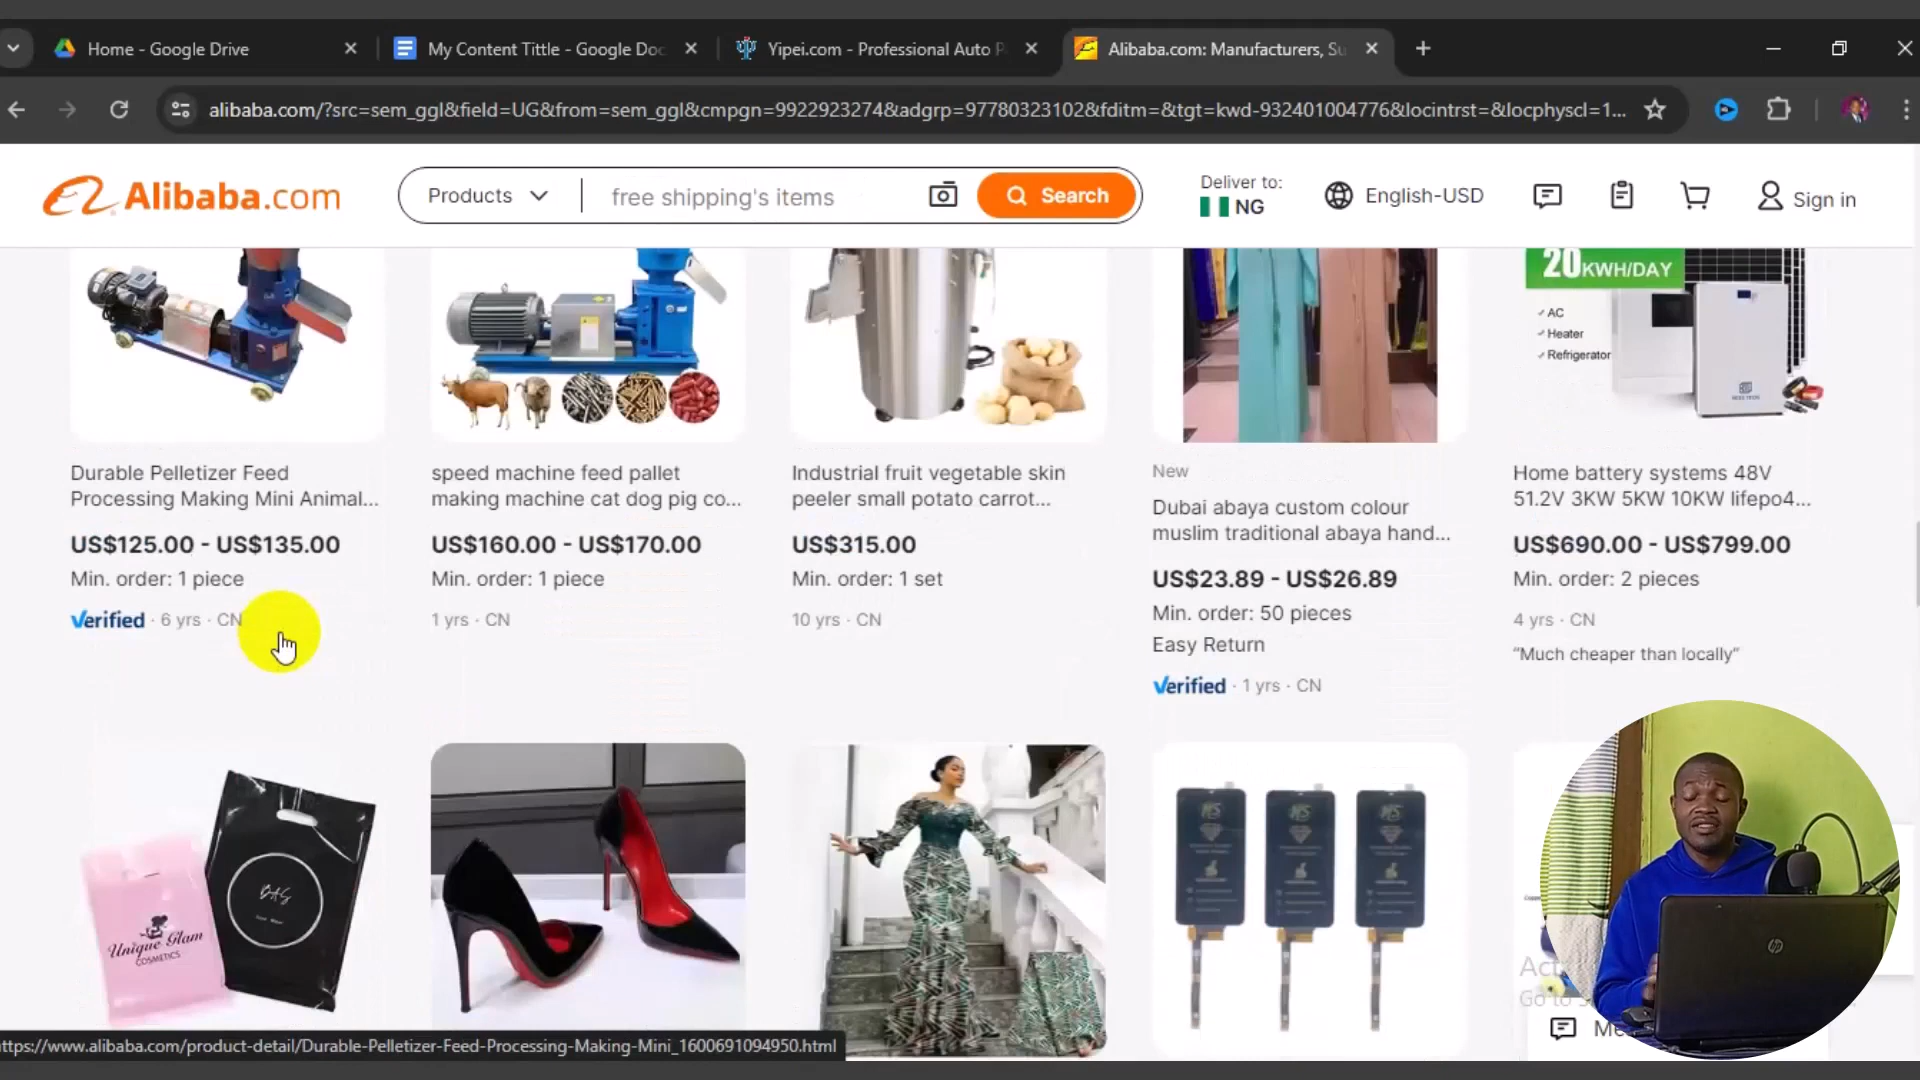 Home - Google Drive
My Content Tittle - Google Doc
Yipei.com - Professional Auto P
Alibaba.com: Manufacturers, Su
alibaba.com/?src=sem_ggl&field=UG&from=sem_ggl&cmpgn=9922923274&adgrp=97780323102&fditm=&tgt=kwd-932401004776&locintrst=&locphyscl=1...
Alibaba.com
Products
free shipping's items
Search
Deliver to:
NG
English-USD
Sign in
20KWH/DAY
AC
Heater
Refrigerator
Durable Pelletizer Feed
Processing Making Mini Animal...
US$125.00 - US$135.00
Min. order: 1 piece
Verified · 6 yrs · CN
speed machine feed pallet
making machine cat dog pig co...
US$160.00 - US$170.00
Min. order: 1 piece
1 yrs · CN
Industrial fruit vegetable skin
peeler small potato carrot...
US$315.00
Min. order: 1 set
10 yrs · CN
New
Dubai abaya custom colour
muslim traditional abaya hand...
US$23.89 - US$26.89
Min. order: 50 pieces
Easy Return
Verified · 1 yrs · CN
Home battery systems 48V
51.2V 3KW 5KW 10KW lifepo4...
US$690.00 - US$799.00
Min. order: 2 pieces
4 yrs · CN
"Much cheaper than locally"
Unique Glam
COSMETICS
BAG
hp
Act
Go to s
Me
ttps://www.alibaba.com/product-detail/Durable-Pelletizer-Feed-Processing-Making-Mini_1600691094950.html